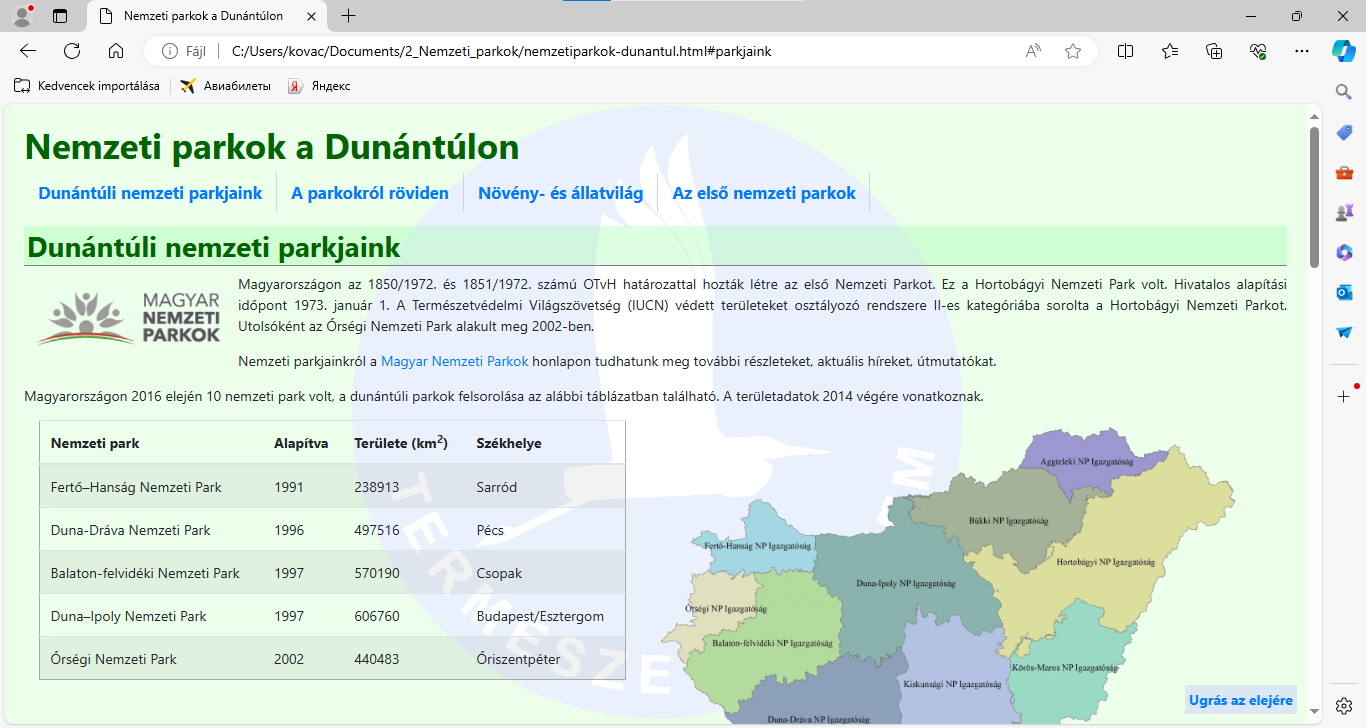 Nemzeti parkok a Dunántúlon
Fájl C:/Users/kovac/Documents/2_Nemzeti_parkok/nemzetiparkok-dunantul.html#parkjaink
Kedvencek importálása Авиабилеты Яндекс
Nemzeti parkok a Dunántúlon
Dunántúli nemzeti parkjaink A parkokról röviden Növény- és állatvilág Az első nemzeti parkok
Dunántúli nemzeti parkjaink
MAGYAR
NEMZETI
PARKOK
Magyarországon az 1850/1972. és 1851/1972. számú OTvH határozattal hozták létre az első Nemzeti Parkot. Ez a Hortobágyi Nemzeti Park volt. Hivatalos alapítási
időpont 1973. január 1. A Természetvédelmi Világszövetség (IUCN) védett területeket osztályozó rendszere II-es kategóriába sorolta a Hortobágyi Nemzeti Parkot.
Utolsóként az Őrségi Nemzeti Park alakult meg 2002-ben.
Nemzeti parkjainkról a Magyar Nemzeti Parkok honlapon tudhatunk meg további részleteket, aktuális híreket, útmutatókat.
Magyarországon 2016 elején 10 nemzeti park volt, a dunántúli parkok felsorolása az alábbi táblázatban található. A területadatok 2014 végére vonatkoznak.
Nemzeti park Alapítva Területe (km²) Székhelye
Fertő–Hanság Nemzeti Park 1991 238913 Sarród
Duna-Dráva Nemzeti Park 1996 497516 Pécs
Balaton-felvidéki Nemzeti Park 1997 570190 Csopak
Duna–Ipoly Nemzeti Park 1997 606760 Budapest/Esztergom
Őrségi Nemzeti Park 2002 440483 Őriszentpéter
Aggteleki NP Igazgatóság
Bükki NP Igazgatóság
Fertő-Hanság NP Igazgatóság
Hortobágyi NP Igazgatóság
Duna-Ipoly NP Igazgatóság
Őrségi NP Igazgatóság
Balaton-felvidéki NP Igazgatóság
Körös-Maros NP Igazgatóság
Kiskunsági NP Igazgatóság
Duna-Dráva NP Igazgatóság
TERMÉSZE
EM
Ugrás az elejére